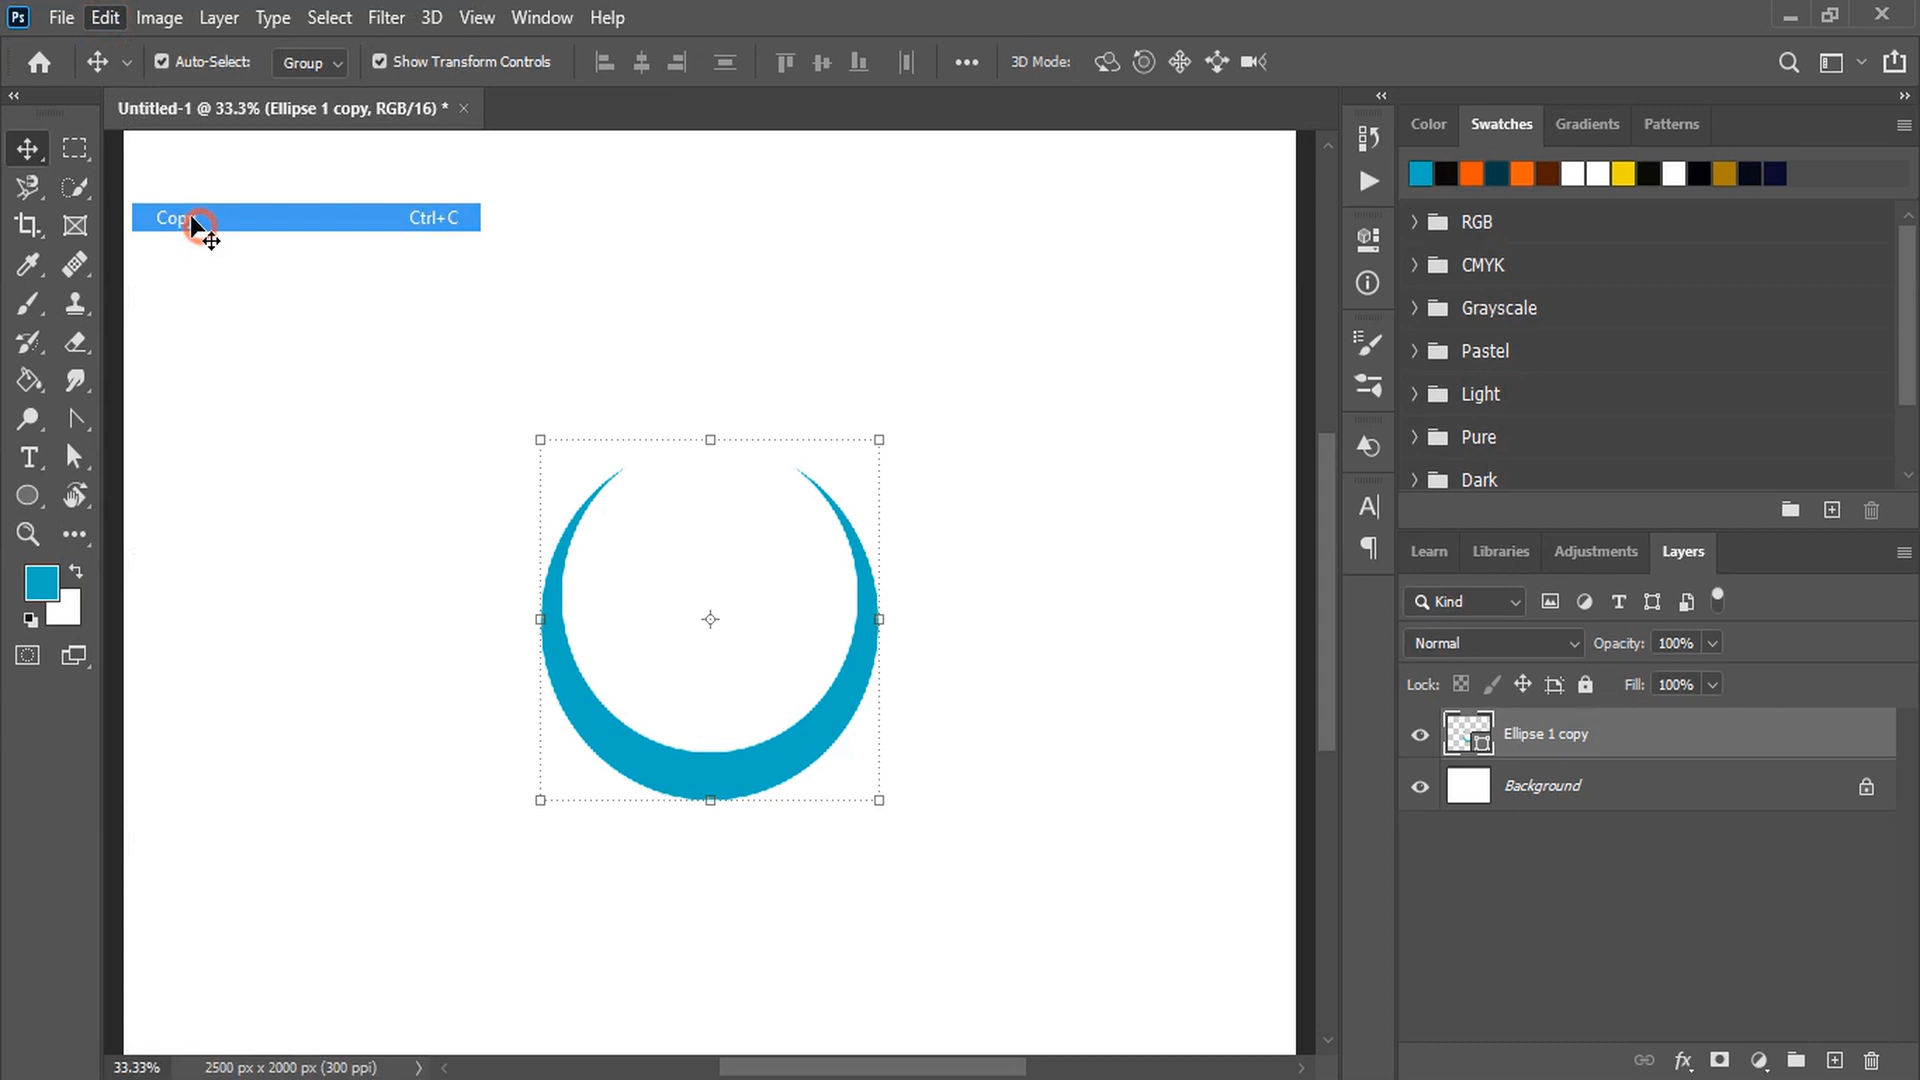 Ps File Edit Image Layer Type Select Filter 3D View Window Help
Auto-Select: Group Show Transform Controls 3D Mode:
Untitled-1 @ 33.3% (Ellipse 1 copy, RGB/16) *
Copy Ctrl+C
Color Swatches Gradients Patterns
RGB
CMYK
Grayscale
Pastel
Light
Pure
Dark
Learn Libraries Adjustments Layers
Kind
Normal Opacity: 100%
Lock: Fill: 100%
Ellipse 1 copy
Background
33.33% 2500 px x 2000 px (300 ppi)